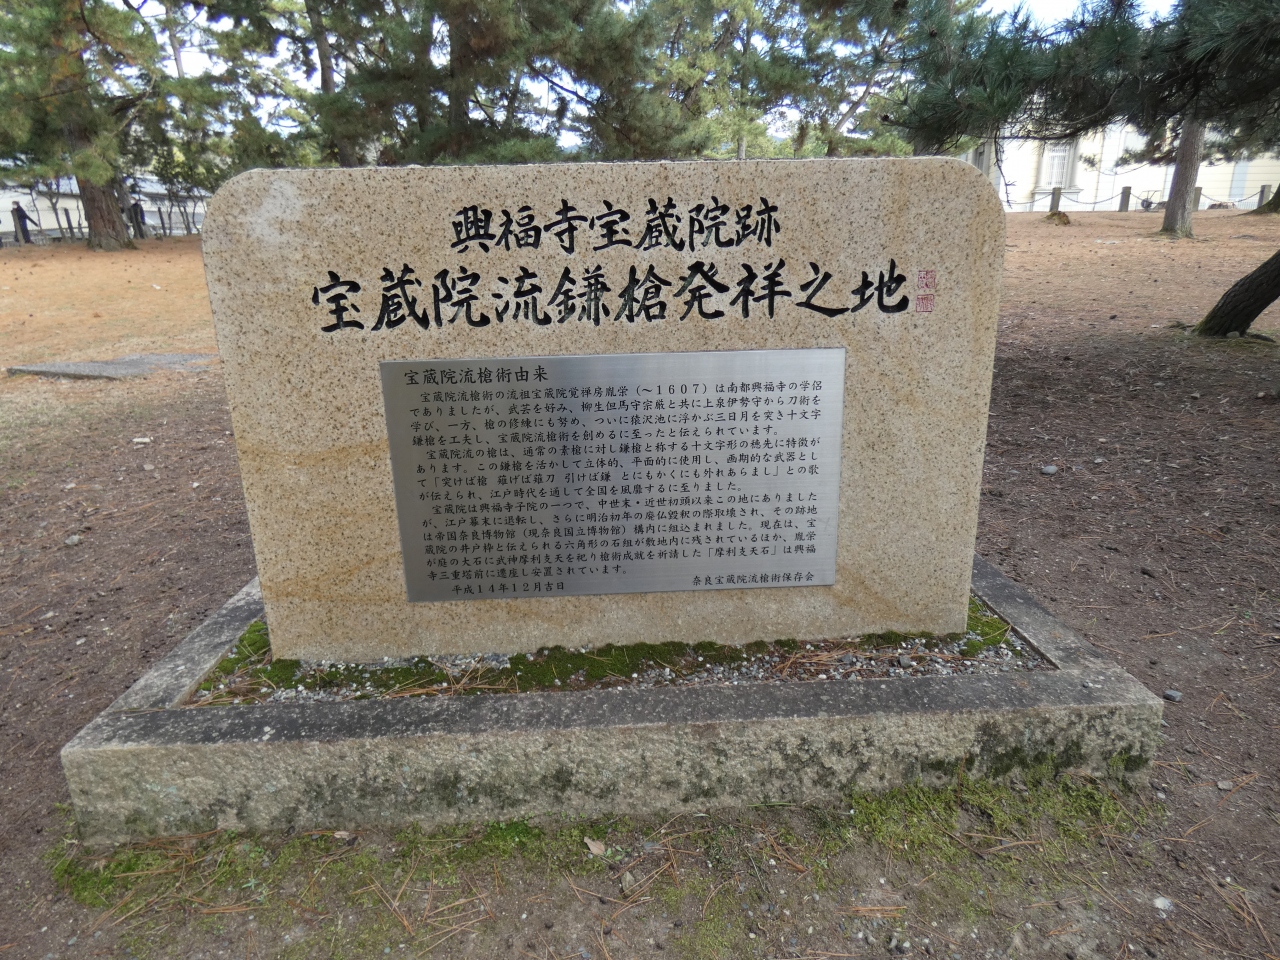 興福寺宝蔵院跡
宝蔵院流鎌槍発祥之地
宝蔵院流槍術由来
宝蔵院流槍術の流祖宝蔵院覚禅房胤栄(~1607)は南都興福寺の学侶
でありましたが、武芸を好み、柳生但馬守宗厳と共に上泉伊勢守から刀術を
学び、一方、槍の修練にも努め、ついに猿沢池に浮かぶ三日月を突き十文字
鎌槍を工夫し、宝蔵院流槍術を創めるに至ったと伝えられています。
宝蔵院流の槍は、通常の素槍に対し鎌槍と称する十文字形の穂先に特徴が
あります。この鎌槍を活かして立体的、平面的に使用し、画期的な武器とし
て「突けば槍 薙げば薙刀 引けば鎌 とにもかくにも外れあらまし」との歌
が伝えられ、江戸時代を通して全国を風靡するに至りました。
宝蔵院は興福寺子院の一つで、中世末・近世初頭以来この地にありました
が、江戸幕末に退転し、さらに明治初年の廃仏毀釈の際取壊され、その跡地
は帝国奈良博物館(現奈良国立博物館)構内に組込まれました。現在は、宝
蔵院の井戸枠と伝えられる六角形の石組が敷地内に残されているほか、胤栄
が庭の大石に武神摩利支天を祀り槍術成就を祈請した「摩利支天石」は興福
寺三重塔前に遷座し安置されています。
平成14年12月吉日 奈良宝蔵院流槍術保存会